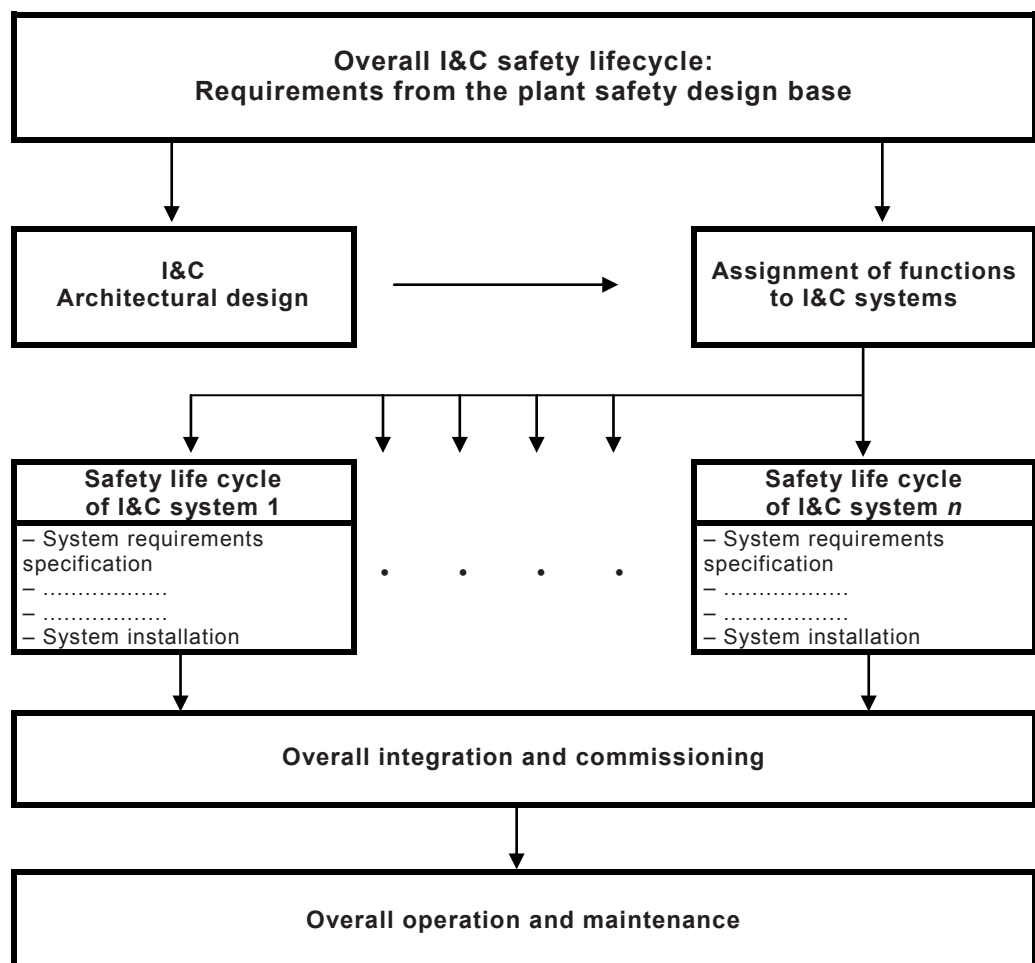 Overall I&C safety lifecycle:
Requirements from the plant safety design base
I&C
Architectural design
Assignment of functions
to I&C systems
Safety life cycle
of I&C system 1
– System requirements
specification
– ..................
– ..................
– System installation
. . . .
Safety life cycle
of I&C system n
– System requirements
specification
– ..................
– ..................
– System installation
Overall integration and commissioning
Overall operation and maintenance